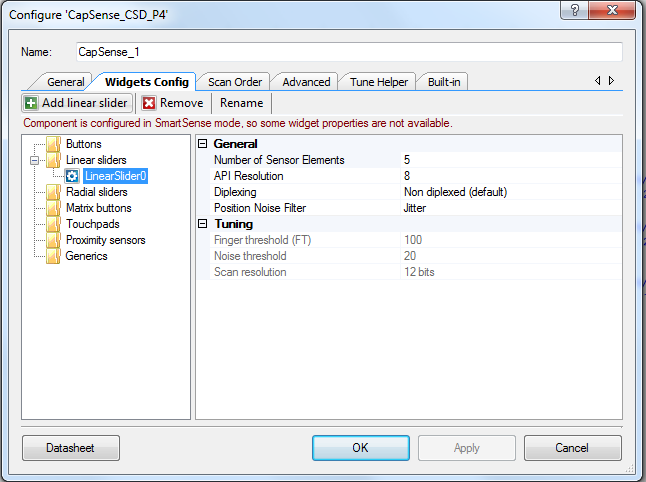 Configure 'CapSense_CSD_P4'
Name: CapSense_1
General Widgets Config Scan Order Advanced Tune Helper Built-in
Add linear slider Remove Rename
Component is configured in SmartSense mode, so some widget properties are not available.
Buttons
Linear sliders
LinearSlider0
Radial sliders
Matrix buttons
Touchpads
Proximity sensors
Generics
General
Number of Sensor Elements 5
API Resolution 8
Diplexing Non diplexed (default)
Position Noise Filter Jitter
Tuning
Finger threshold (FT) 100
Noise threshold 20
Scan resolution 12 bits
Datasheet OK Apply Cancel